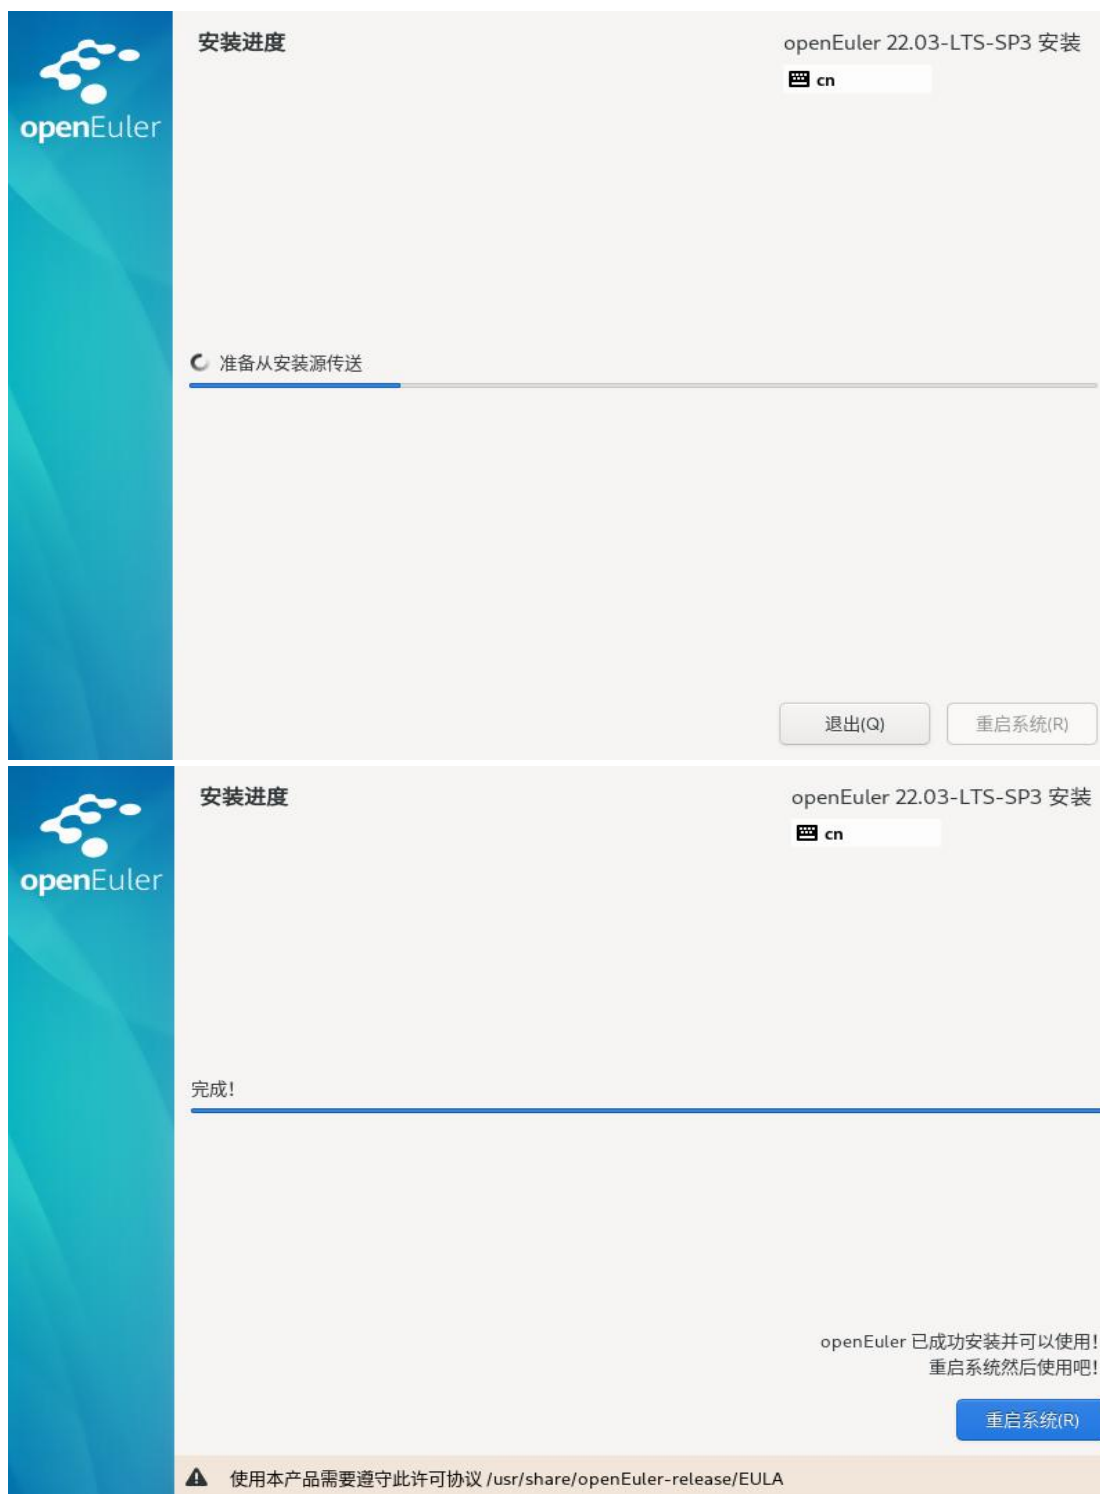 安装进度
openEuler 22.03-LTS-SP3 安装
cn
openEuler
准备从安装源传送
退出(Q)
重启系统(R)
安装进度
openEuler 22.03-LTS-SP3 安装
cn
openEuler
完成!
openEuler 已成功安装并可以使用!
重启系统然后使用吧!
重启系统(R)
使用本产品需要遵守此许可协议 /usr/share/openEuler-release/EULA